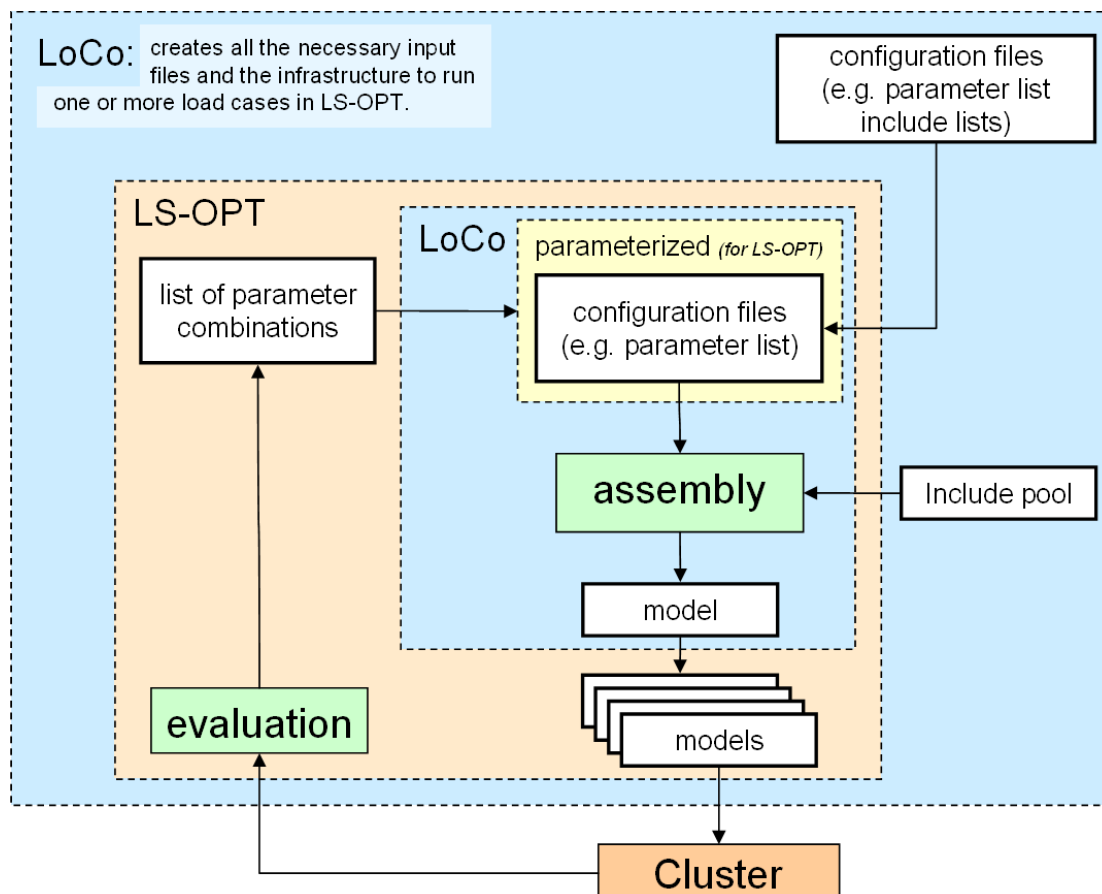 LoCo: creates all the necessary input
files and the infrastructure to run
one or more load cases in LS-OPT.
configuration files
(e.g. parameter list
include lists)
LS-OPT
LoCo
parameterized (for LS-OPT)
list of parameter
combinations
configuration files
(e.g. parameter list)
assembly
Include pool
model
evaluation
models
Cluster